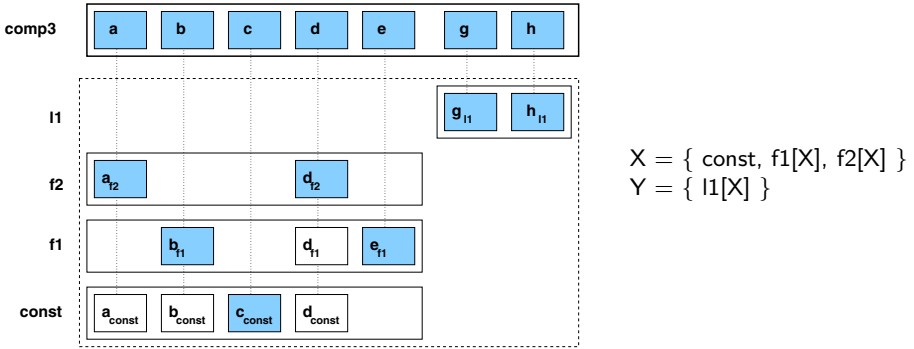 comp3 a b c d e g h
l1 g l1 h l1
f2 a f2 d f2
f1 b f1 d f1 e f1
const a const b const c const d const
X = { const, f1[X], f2[X] }
Y = { l1[X] }